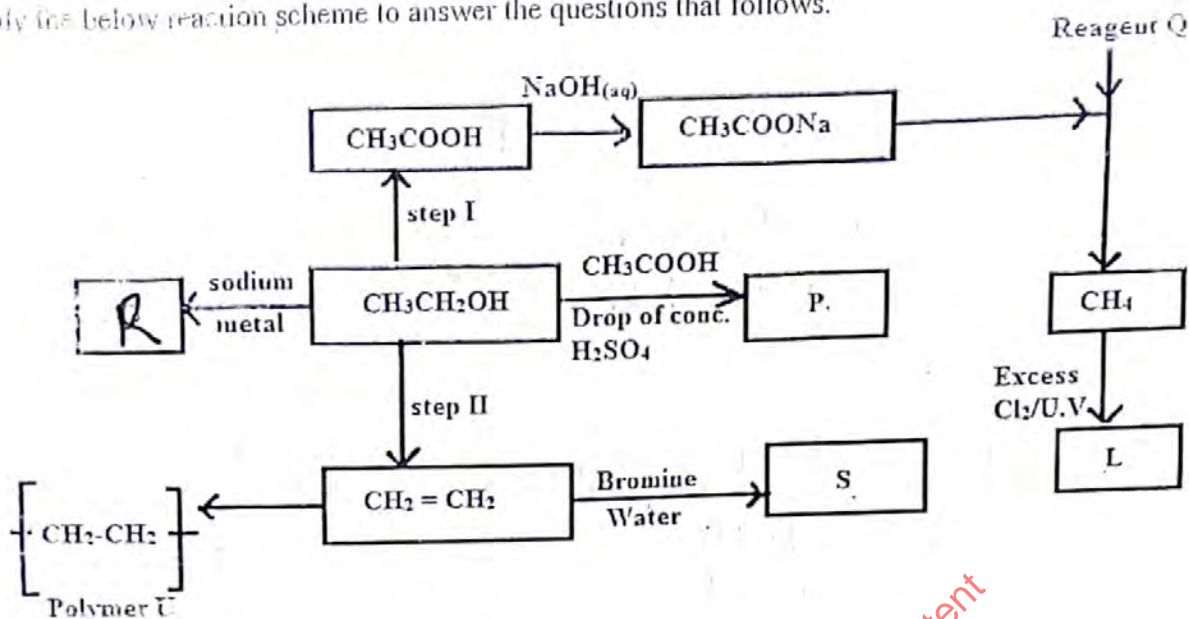 the below reaction scheme to answer the questions that follows.
Reagent Q
NaOH(aq)
CH₃COOH
CH₃COONa
step I
sodium
metal
R
CH₃CH₂OH
CH₃COOH
Drop of conc.
H₂SO₄
P.
CH₄
step II
Excess
Cl₂/U.V
L
CH₂ = CH₂
Bromine
Water
S
CH₂-CH₂
Polymer U